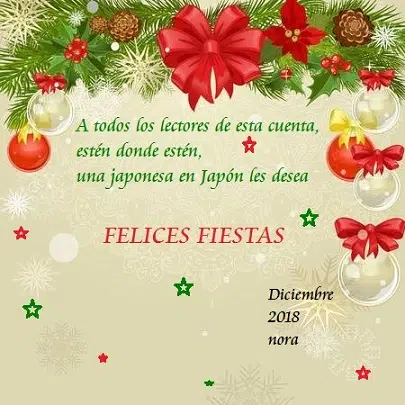 A todos los lectores de esta cuenta,
estén donde estén,
una japonesa en Japón les desea
FELICES FIESTAS
Diciembre
2018
nora